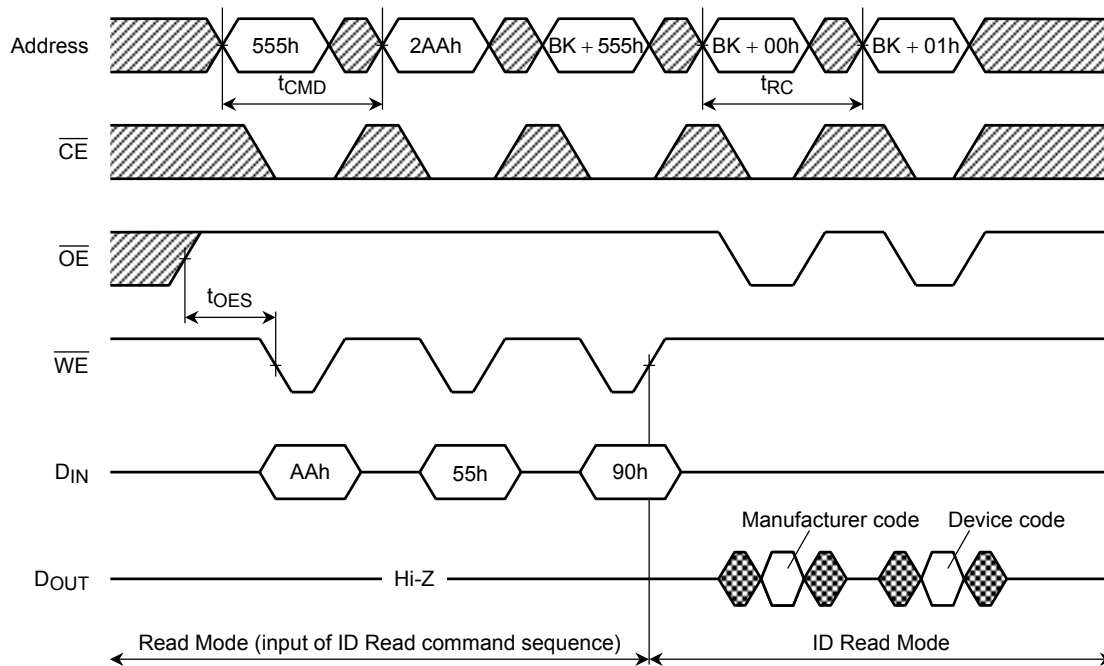 Address 555h 2AAh BK + 555h BK + 00h BK + 01h
tCMD tRC
CE
OE
tOES
WE
DIN AAh 55h 90h
Manufacturer code Device code
DOUT Hi-Z
Read Mode (input of ID Read command sequence) ID Read Mode